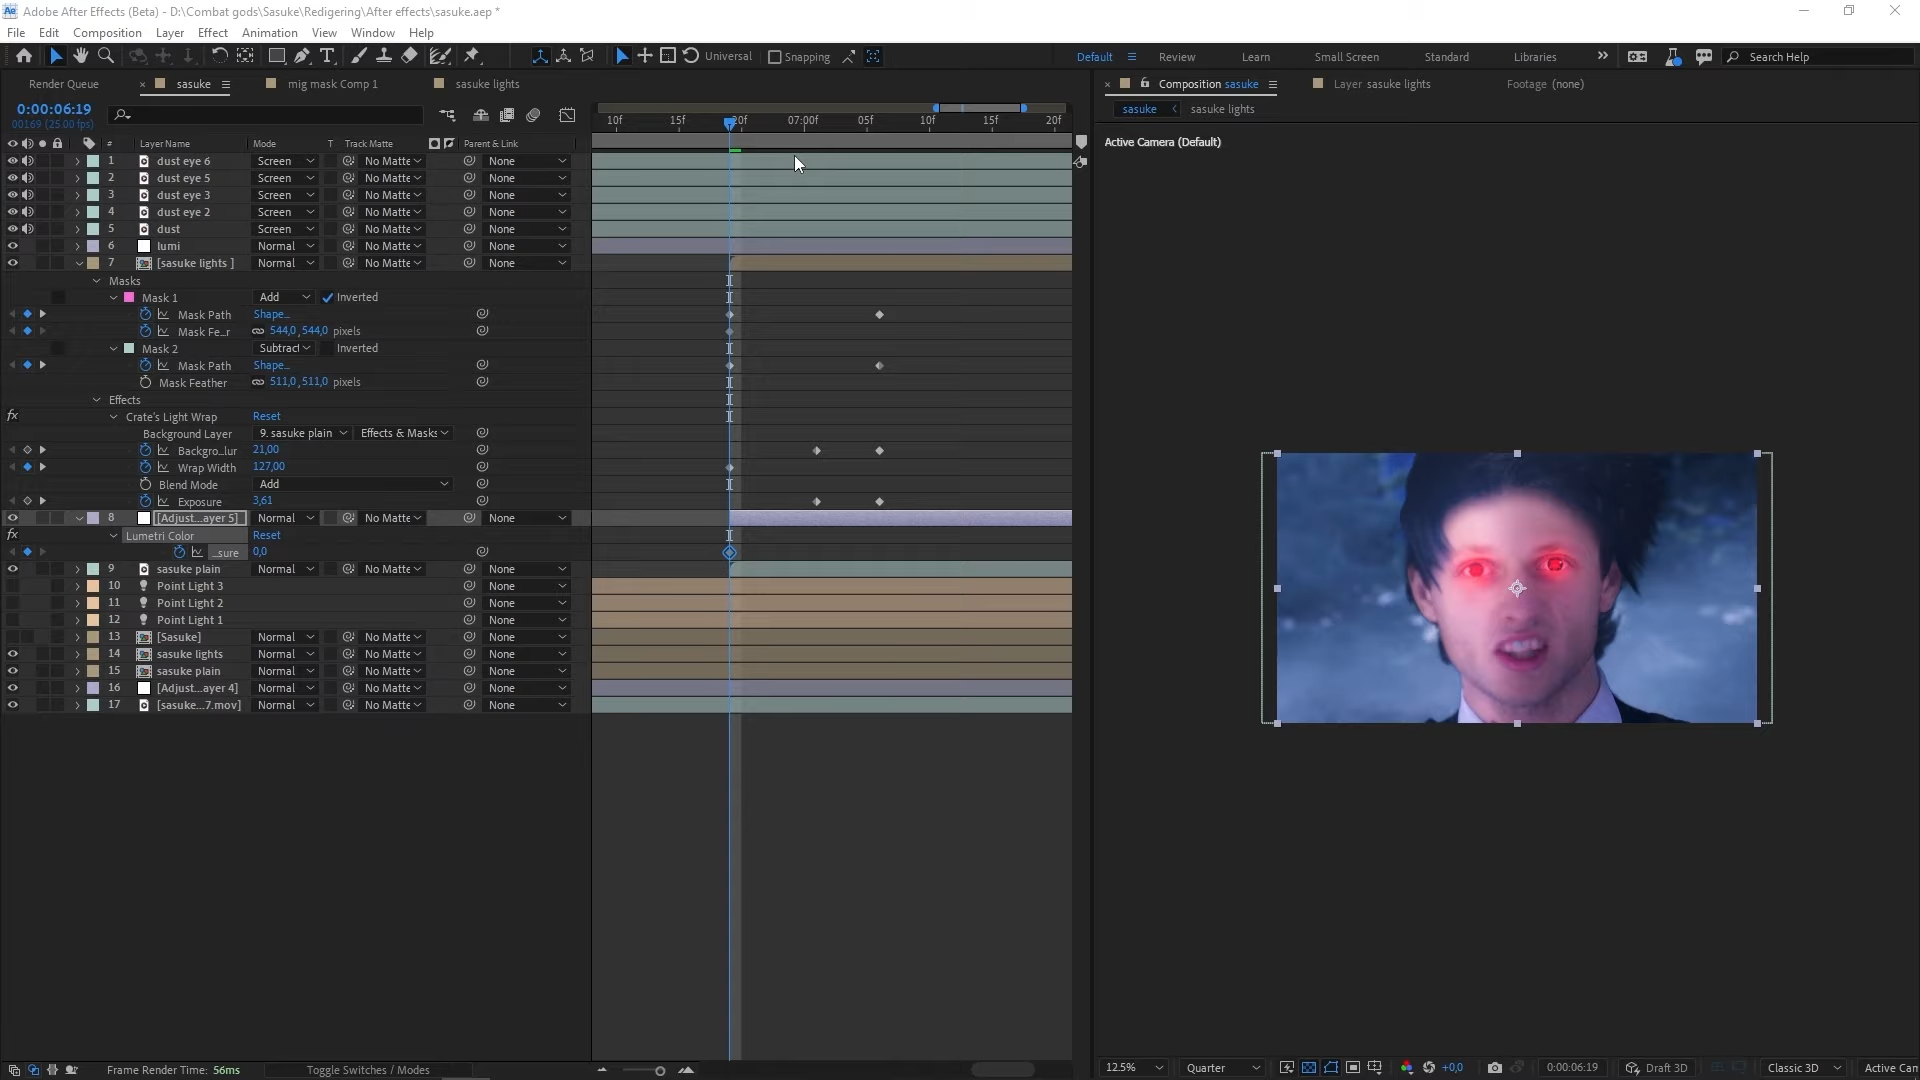 Ae Adobe After Effects (Beta) - D:\Combat gods\Sasuke\Redigering\After effects\sasuke.aep *
File Edit Composition Layer Effect Animation View Window Help
Universal Snapping Default Review Learn Small Screen Standard Libraries Search Help
Render Queue sasuke mig mask Comp 1 sasuke lights Composition sasuke Layer sasuke lights Footage (none)
0:00:06:19
00169 (25.00 fps)
sasuke sasuke lights
10f 15f 20f 07:00f 05f 10f 15f 20f
# Layer Name Mode T Track Matte Parent & Link
Active Camera (Default)
1 dust eye 6 Screen No Matte None
2 dust eye 5 Screen No Matte None
3 dust eye 3 Screen No Matte None
4 dust eye 2 Screen No Matte None
5 dust Screen No Matte None
6 lumi Normal No Matte None
7 [sasuke lights ] Normal No Matte None
Masks
Mask 1 Add Inverted
Mask Path Shape...
Mask Fe...r 544,0,544,0 pixels
Mask 2 Subtract Inverted
Mask Path Shape...
Mask Feather 511,0,511,0 pixels
Effects
fx Crate's Light Wrap Reset
Background Layer 9. sasuke plain Effects & Masks
Backgro...lur 21,00
Wrap Width 127,00
Blend Mode Add
Exposure 3,61
8 [Adjust...ayer 5] Normal No Matte None
fx Lumetri Color Reset
...sure 0,0
9 sasuke plain Normal No Matte None
10 Point Light 3 None
11 Point Light 2 None
12 Point Light 1 None
13 [Sasuke] Normal No Matte None
14 sasuke lights Normal No Matte None
15 sasuke plain Normal No Matte None
16 [Adjust...ayer 4] Normal No Matte None
17 [sasuke...7.mov] Normal No Matte None
Frame Render Time: 56ms Toggle Switches / Modes 12.5% Quarter +0,0 0:00:06:19 Draft 3D Classic 3D Active Cam